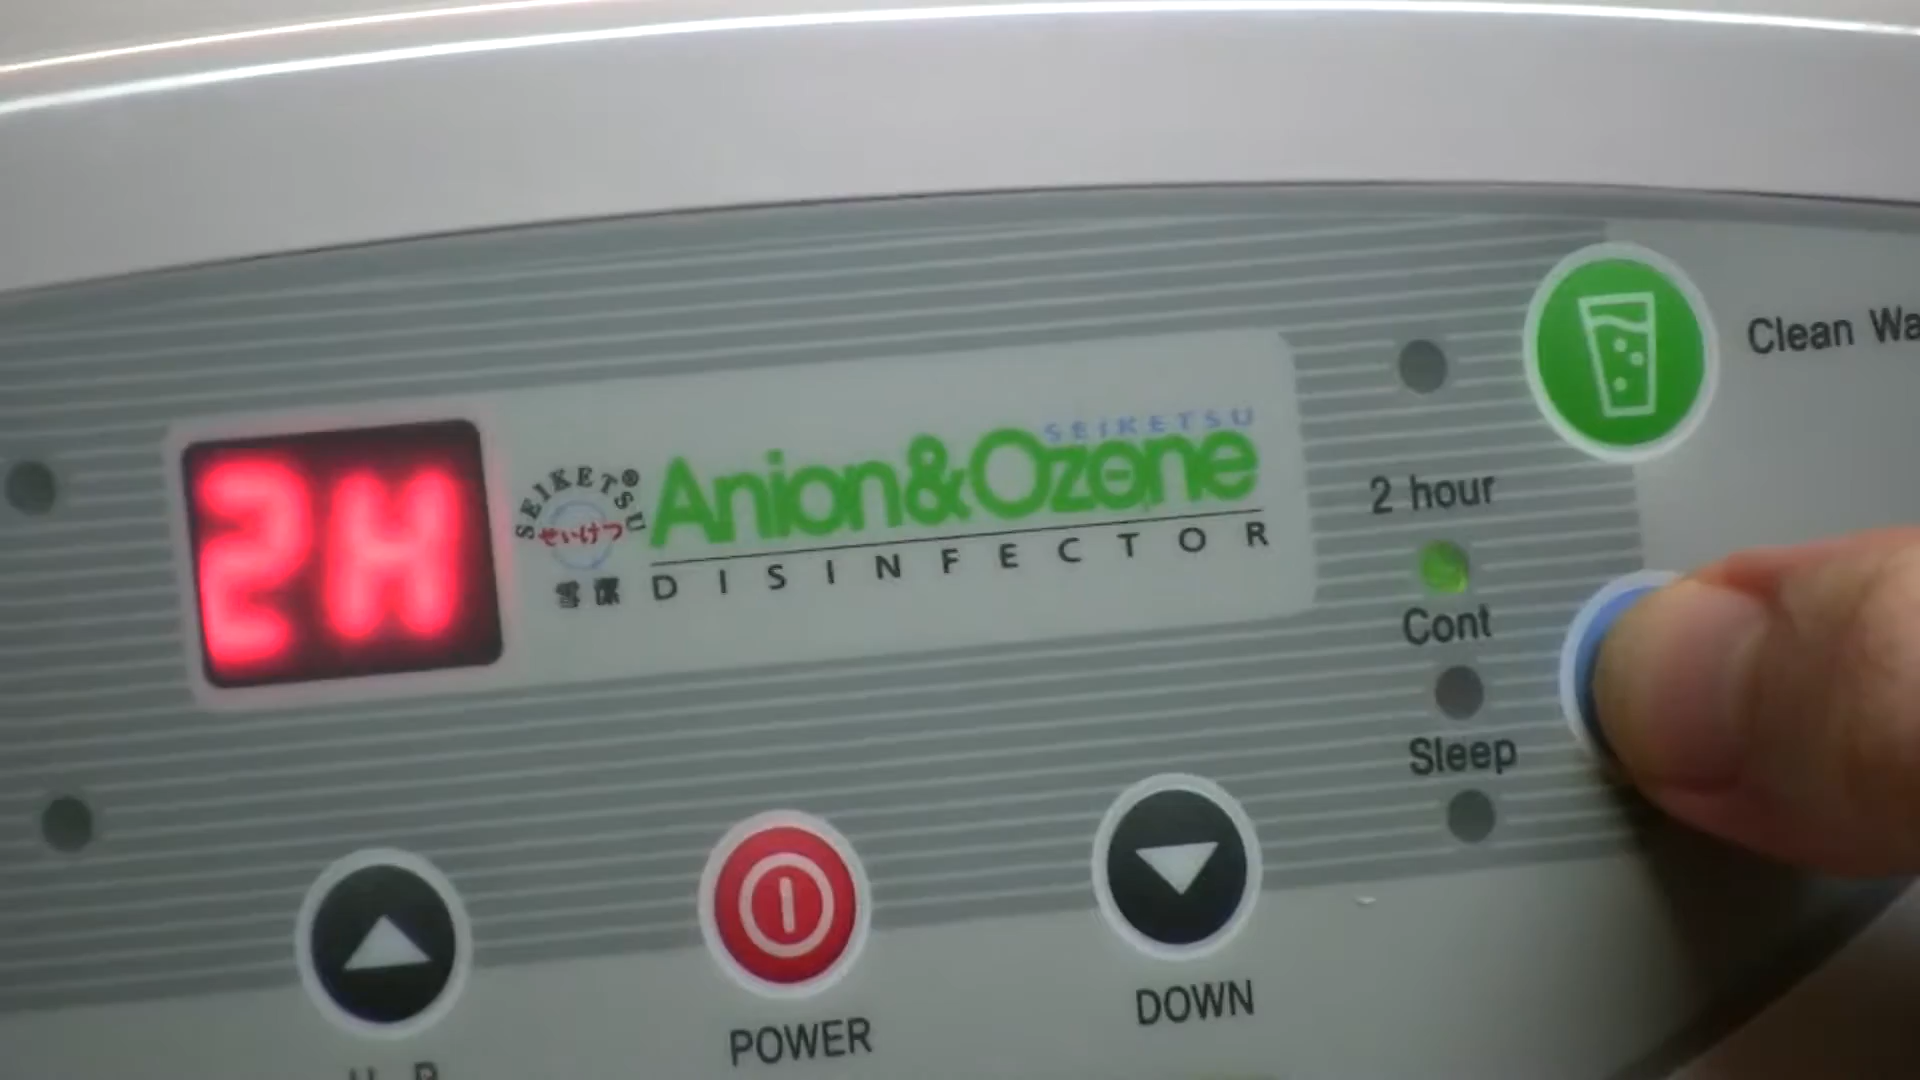 Clean Wa
SEIKETSU
2H
SEIKETSU®
せいけつ
Anion&Ozone
DISINFECTOR
2 hour
Cont
Sleep
DOWN
POWER